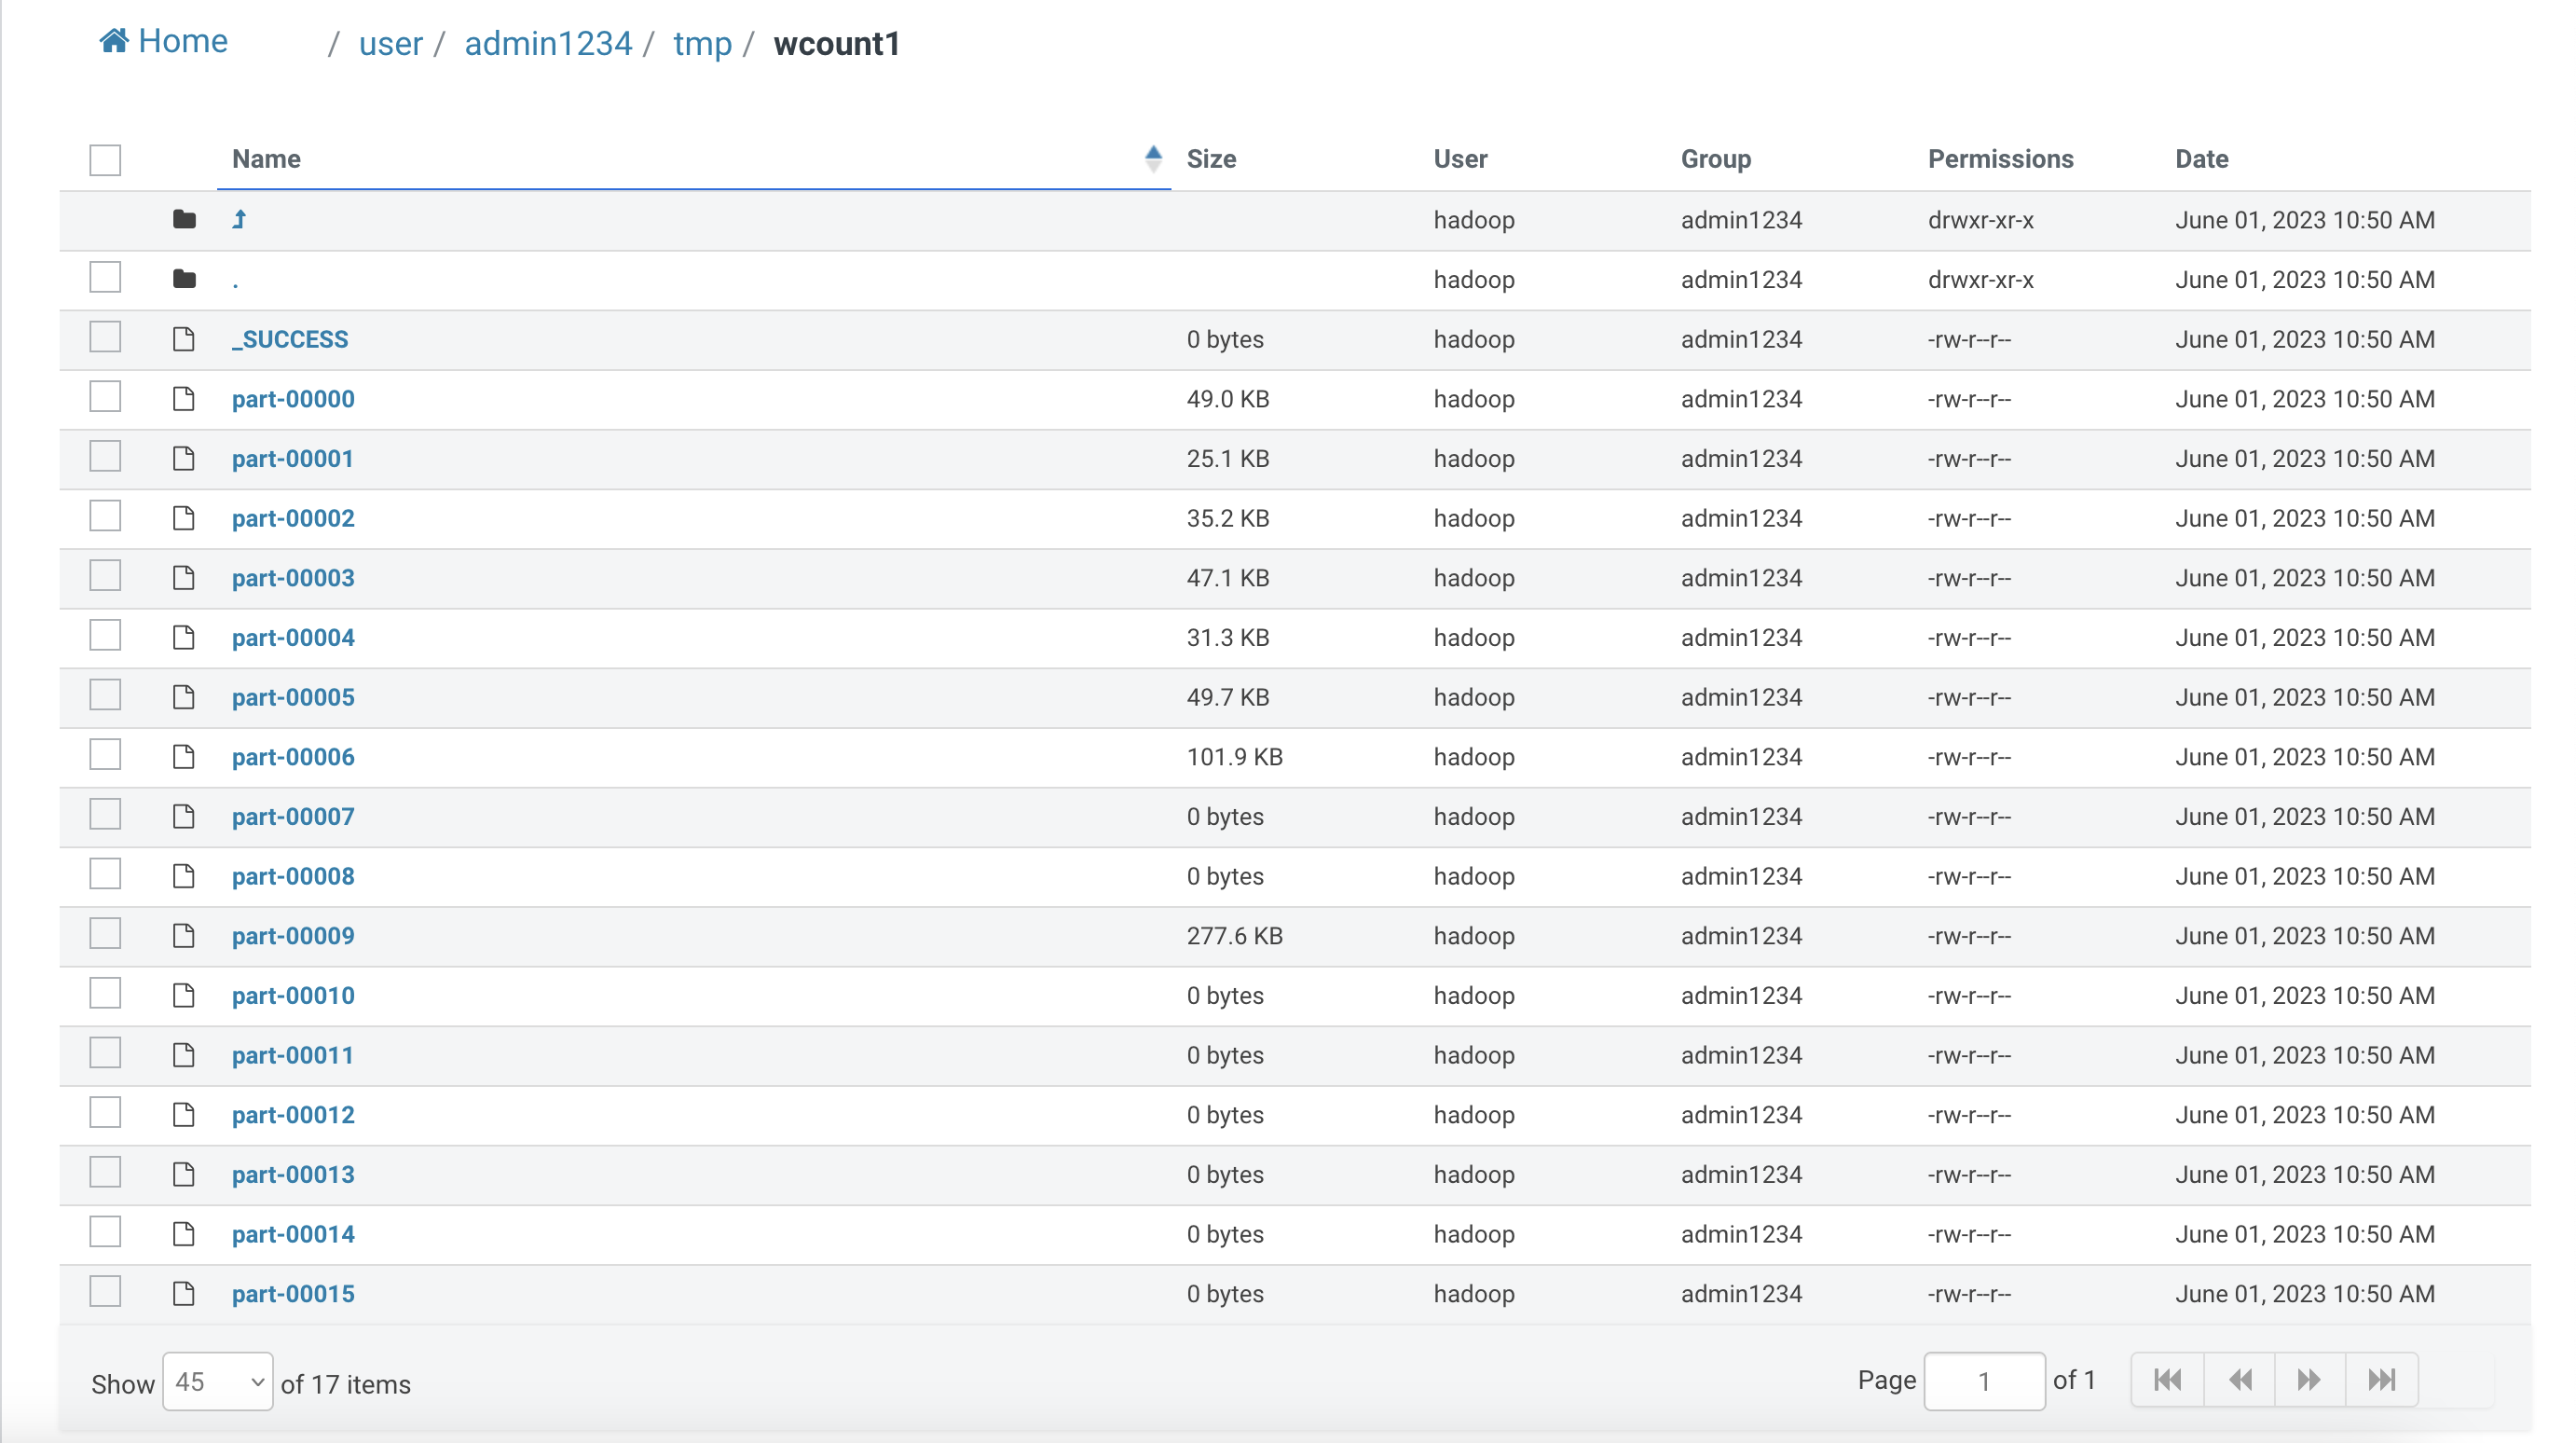 Home / user / admin1234 / tmp / wcount1
Name Size User Group Permissions Date
hadoop admin1234 drwxr-xr-x June 01, 2023 10:50 AM
. hadoop admin1234 drwxr-xr-x June 01, 2023 10:50 AM
_SUCCESS 0 bytes hadoop admin1234 -rw-r--r-- June 01, 2023 10:50 AM
part-00000 49.0 KB hadoop admin1234 -rw-r--r-- June 01, 2023 10:50 AM
part-00001 25.1 KB hadoop admin1234 -rw-r--r-- June 01, 2023 10:50 AM
part-00002 35.2 KB hadoop admin1234 -rw-r--r-- June 01, 2023 10:50 AM
part-00003 47.1 KB hadoop admin1234 -rw-r--r-- June 01, 2023 10:50 AM
part-00004 31.3 KB hadoop admin1234 -rw-r--r-- June 01, 2023 10:50 AM
part-00005 49.7 KB hadoop admin1234 -rw-r--r-- June 01, 2023 10:50 AM
part-00006 101.9 KB hadoop admin1234 -rw-r--r-- June 01, 2023 10:50 AM
part-00007 0 bytes hadoop admin1234 -rw-r--r-- June 01, 2023 10:50 AM
part-00008 0 bytes hadoop admin1234 -rw-r--r-- June 01, 2023 10:50 AM
part-00009 277.6 KB hadoop admin1234 -rw-r--r-- June 01, 2023 10:50 AM
part-00010 0 bytes hadoop admin1234 -rw-r--r-- June 01, 2023 10:50 AM
part-00011 0 bytes hadoop admin1234 -rw-r--r-- June 01, 2023 10:50 AM
part-00012 0 bytes hadoop admin1234 -rw-r--r-- June 01, 2023 10:50 AM
part-00013 0 bytes hadoop admin1234 -rw-r--r-- June 01, 2023 10:50 AM
part-00014 0 bytes hadoop admin1234 -rw-r--r-- June 01, 2023 10:50 AM
part-00015 0 bytes hadoop admin1234 -rw-r--r-- June 01, 2023 10:50 AM
Show 45 of 17 items Page 1 of 1